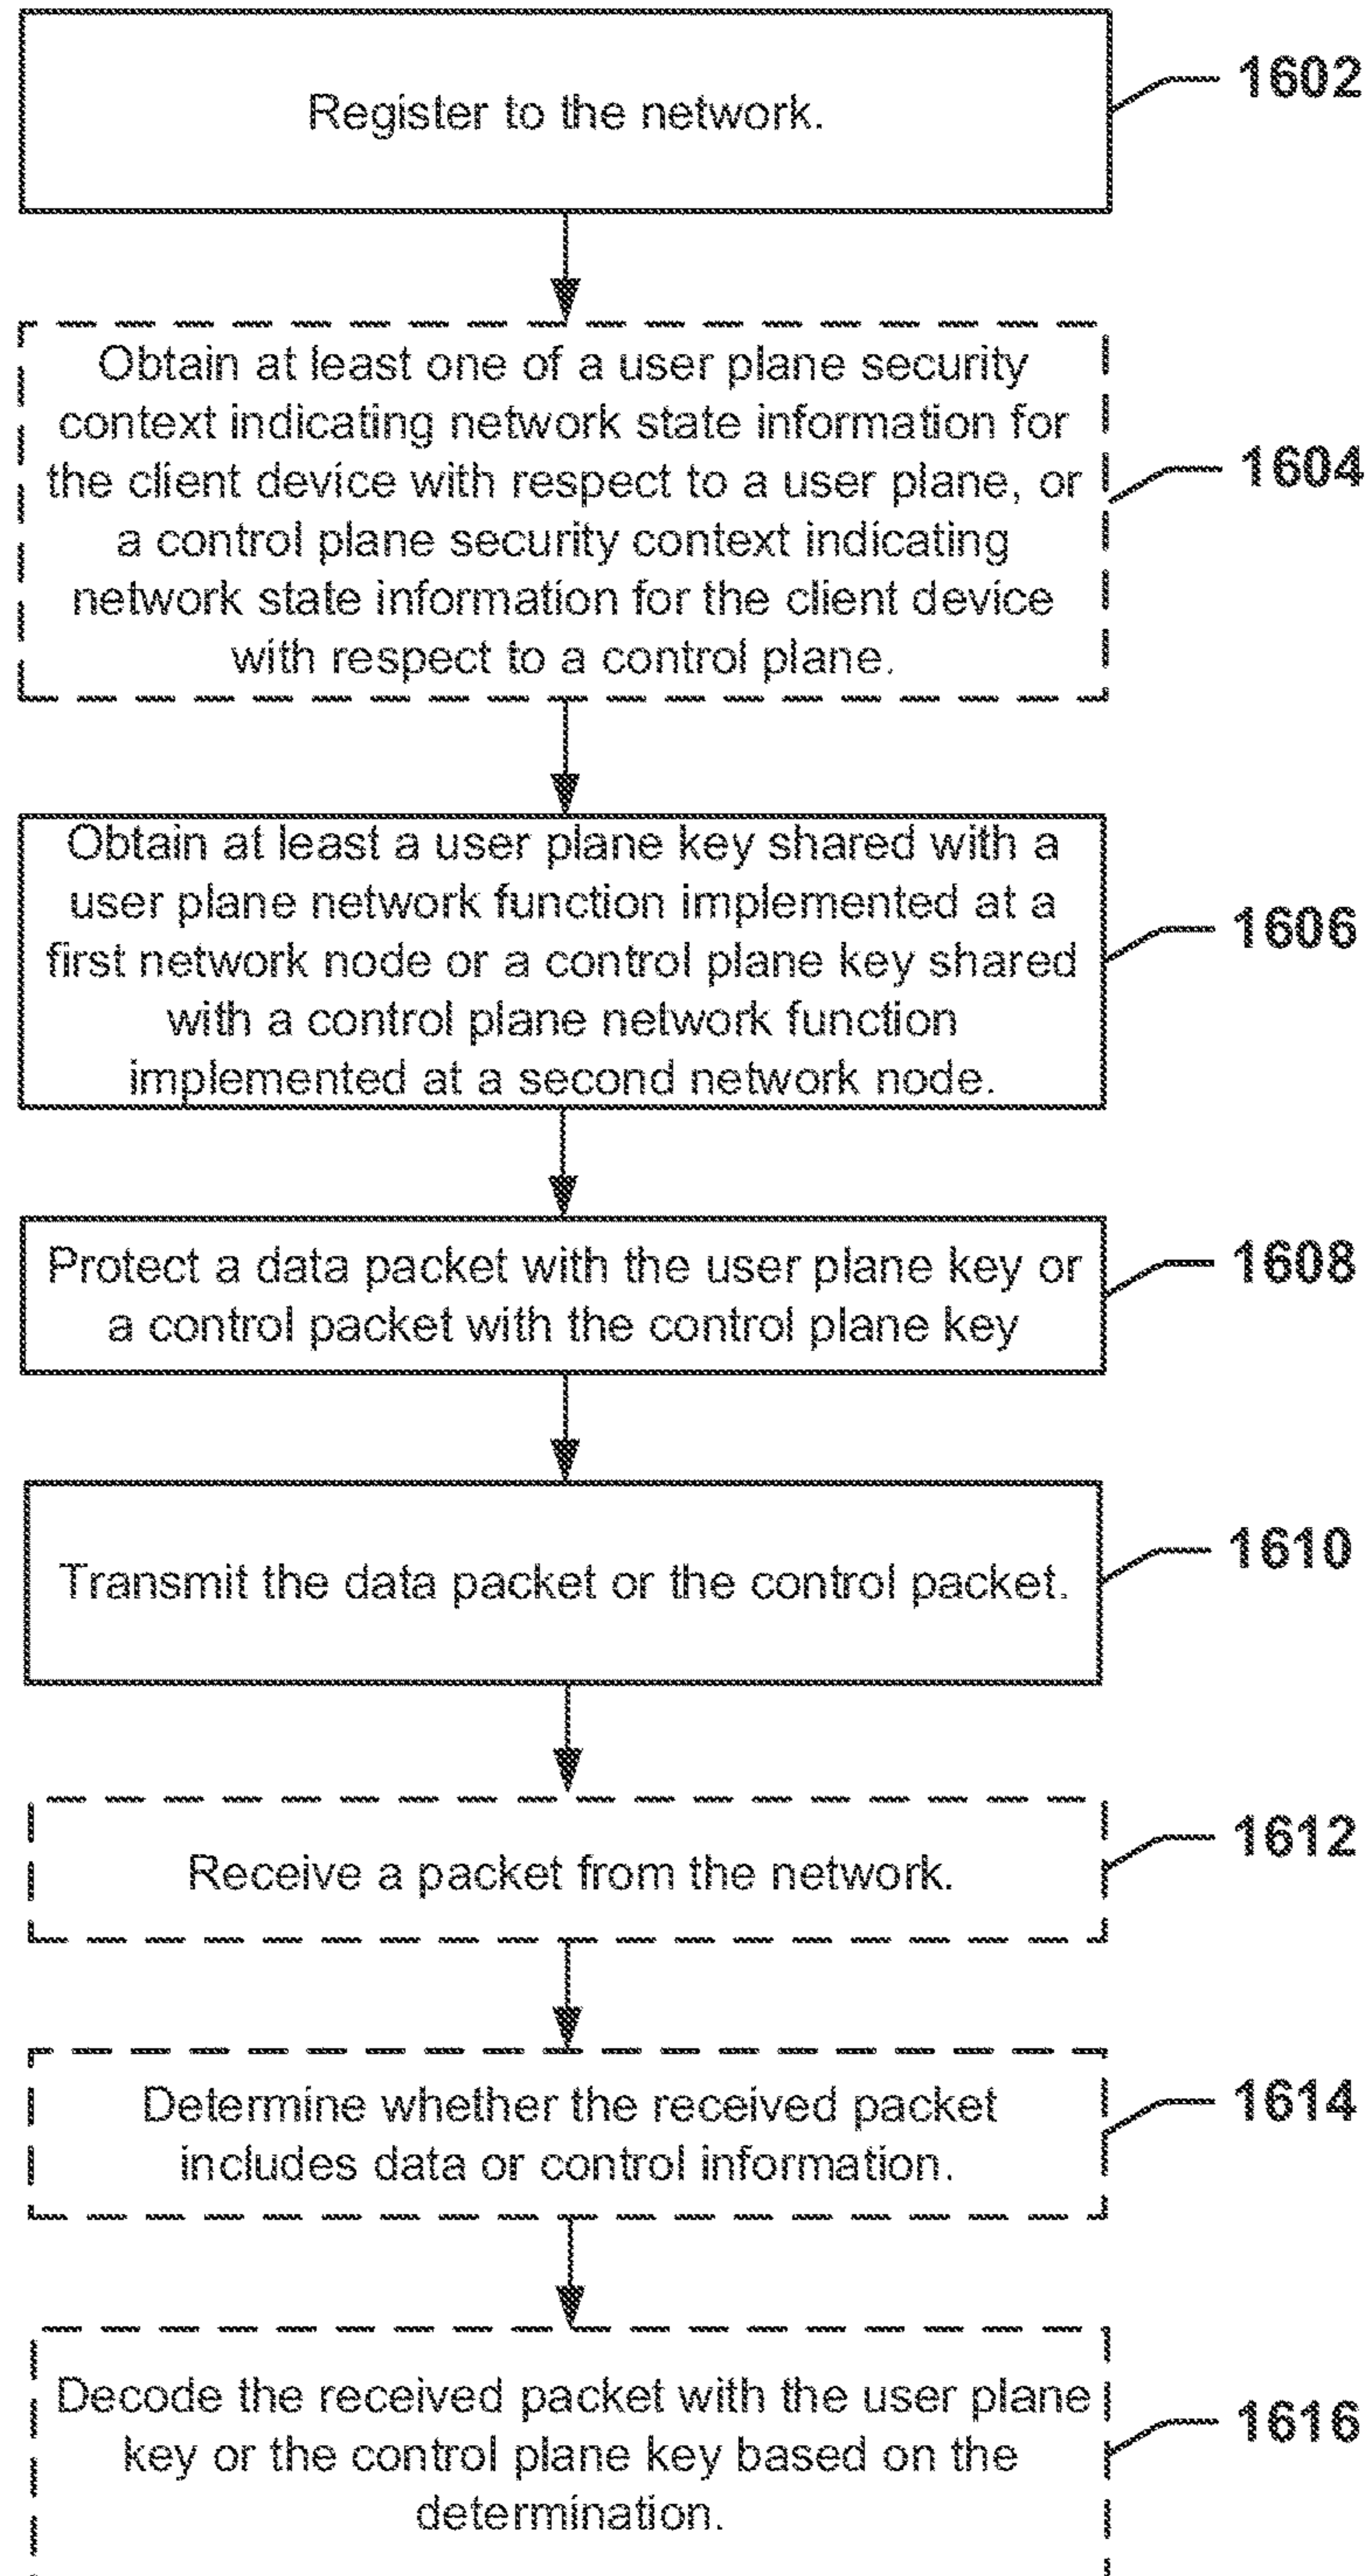 Register to the network.
1602
Obtain at least one of a user plane security
context indicating network state information for
the client device with respect to a user plane, or
a control plane security context indicating
network state information for the client device
with respect to a control plane.
1604
Obtain at least a user plane key shared with a
user plane network function implemented at a
first network node or a control plane key shared
with a control plane network function
implemented at a second network node.
1606
Protect a data packet with the user plane key or
a control packet with the control plane key
1608
Transmit the data packet or the control packet.
1610
Receive a packet from the network.
1612
Determine whether the received packet
includes data or control information.
1614
Decode the received packet with the user plane
key or the control plane key based on the
determination.
1616